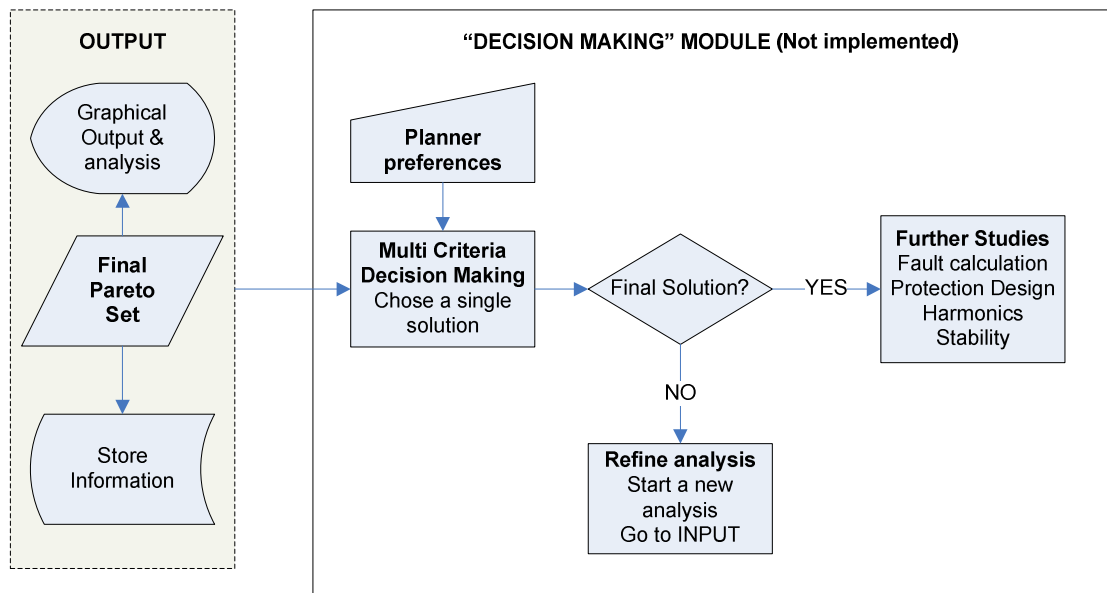 OUTPUT
Graphical
Output &
analysis
Final
Pareto
Set
Store
Information
“DECISION MAKING” MODULE (Not implemented)
Planner
preferences
Multi Criteria
Decision Making
Chose a single
solution
Final Solution?
YES
Further Studies
Fault calculation
Protection Design
Harmonics
Stability
NO
Refine analysis
Start a new
analysis
Go to INPUT